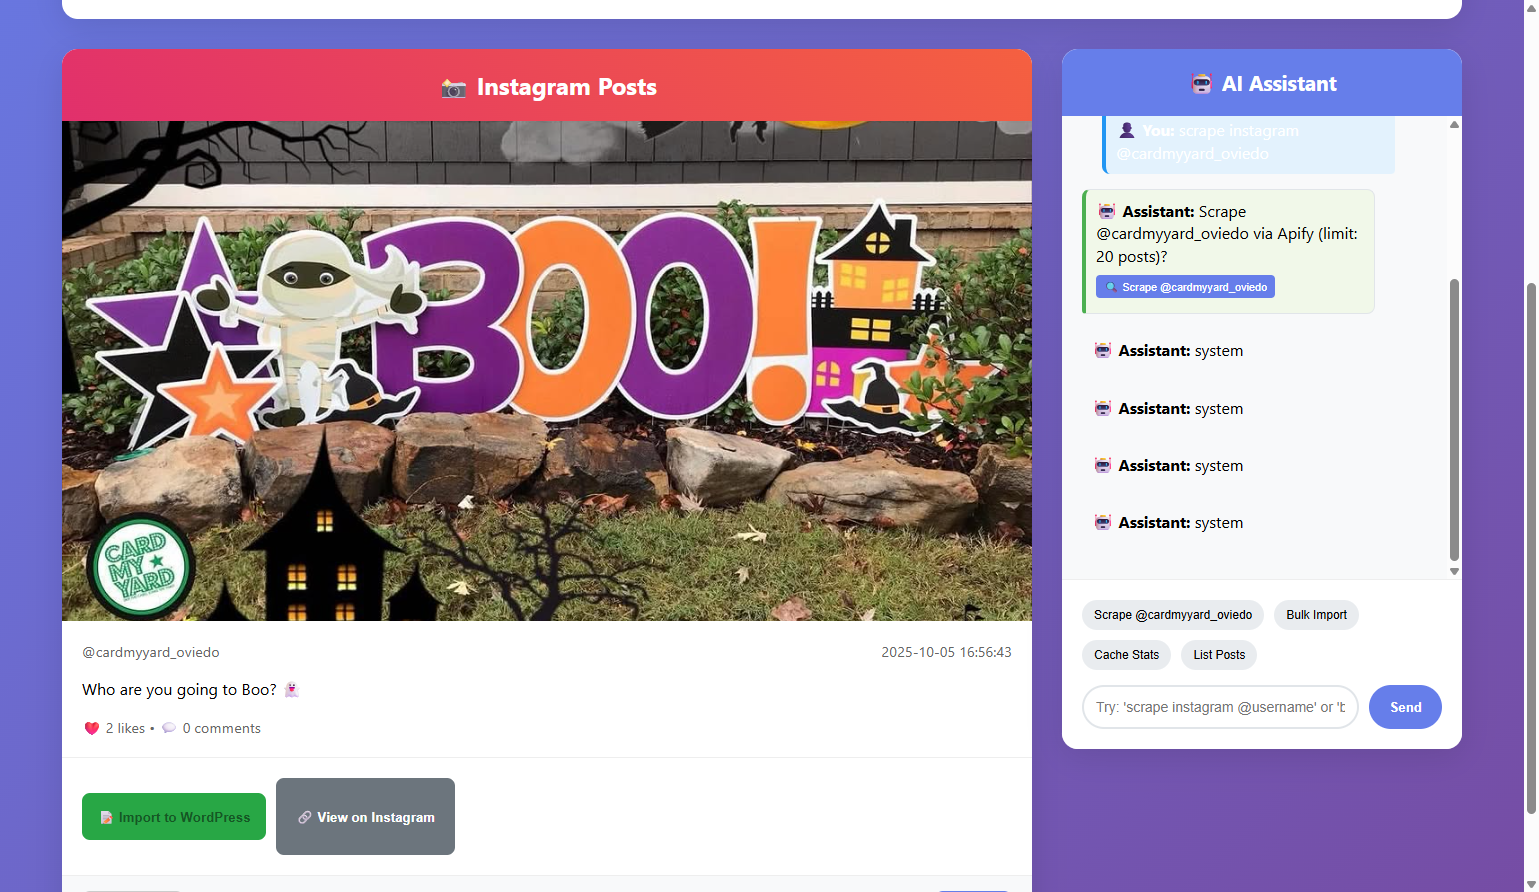 📷 Instagram Posts
BOO!
CARD
MY
YARD
@cardmyyard_oviedo
2025-10-05 16:56:43
Who are you going to Boo? 👻
❤️ 2 likes • 💬 0 comments
📝 Import to WordPress
🔗 View on Instagram
🤖 AI Assistant
👤 You: scrape instagram
@cardmyyard_oviedo
🤖 Assistant: Scrape
@cardmyyard_oviedo via Apify (limit:
20 posts)?
🔍 Scrape @cardmyyard_oviedo
🤖 Assistant: system
🤖 Assistant: system
🤖 Assistant: system
🤖 Assistant: system
Scrape @cardmyyard_oviedo
Bulk Import
Cache Stats
List Posts
Try: 'scrape instagram @username' or 'b
Send